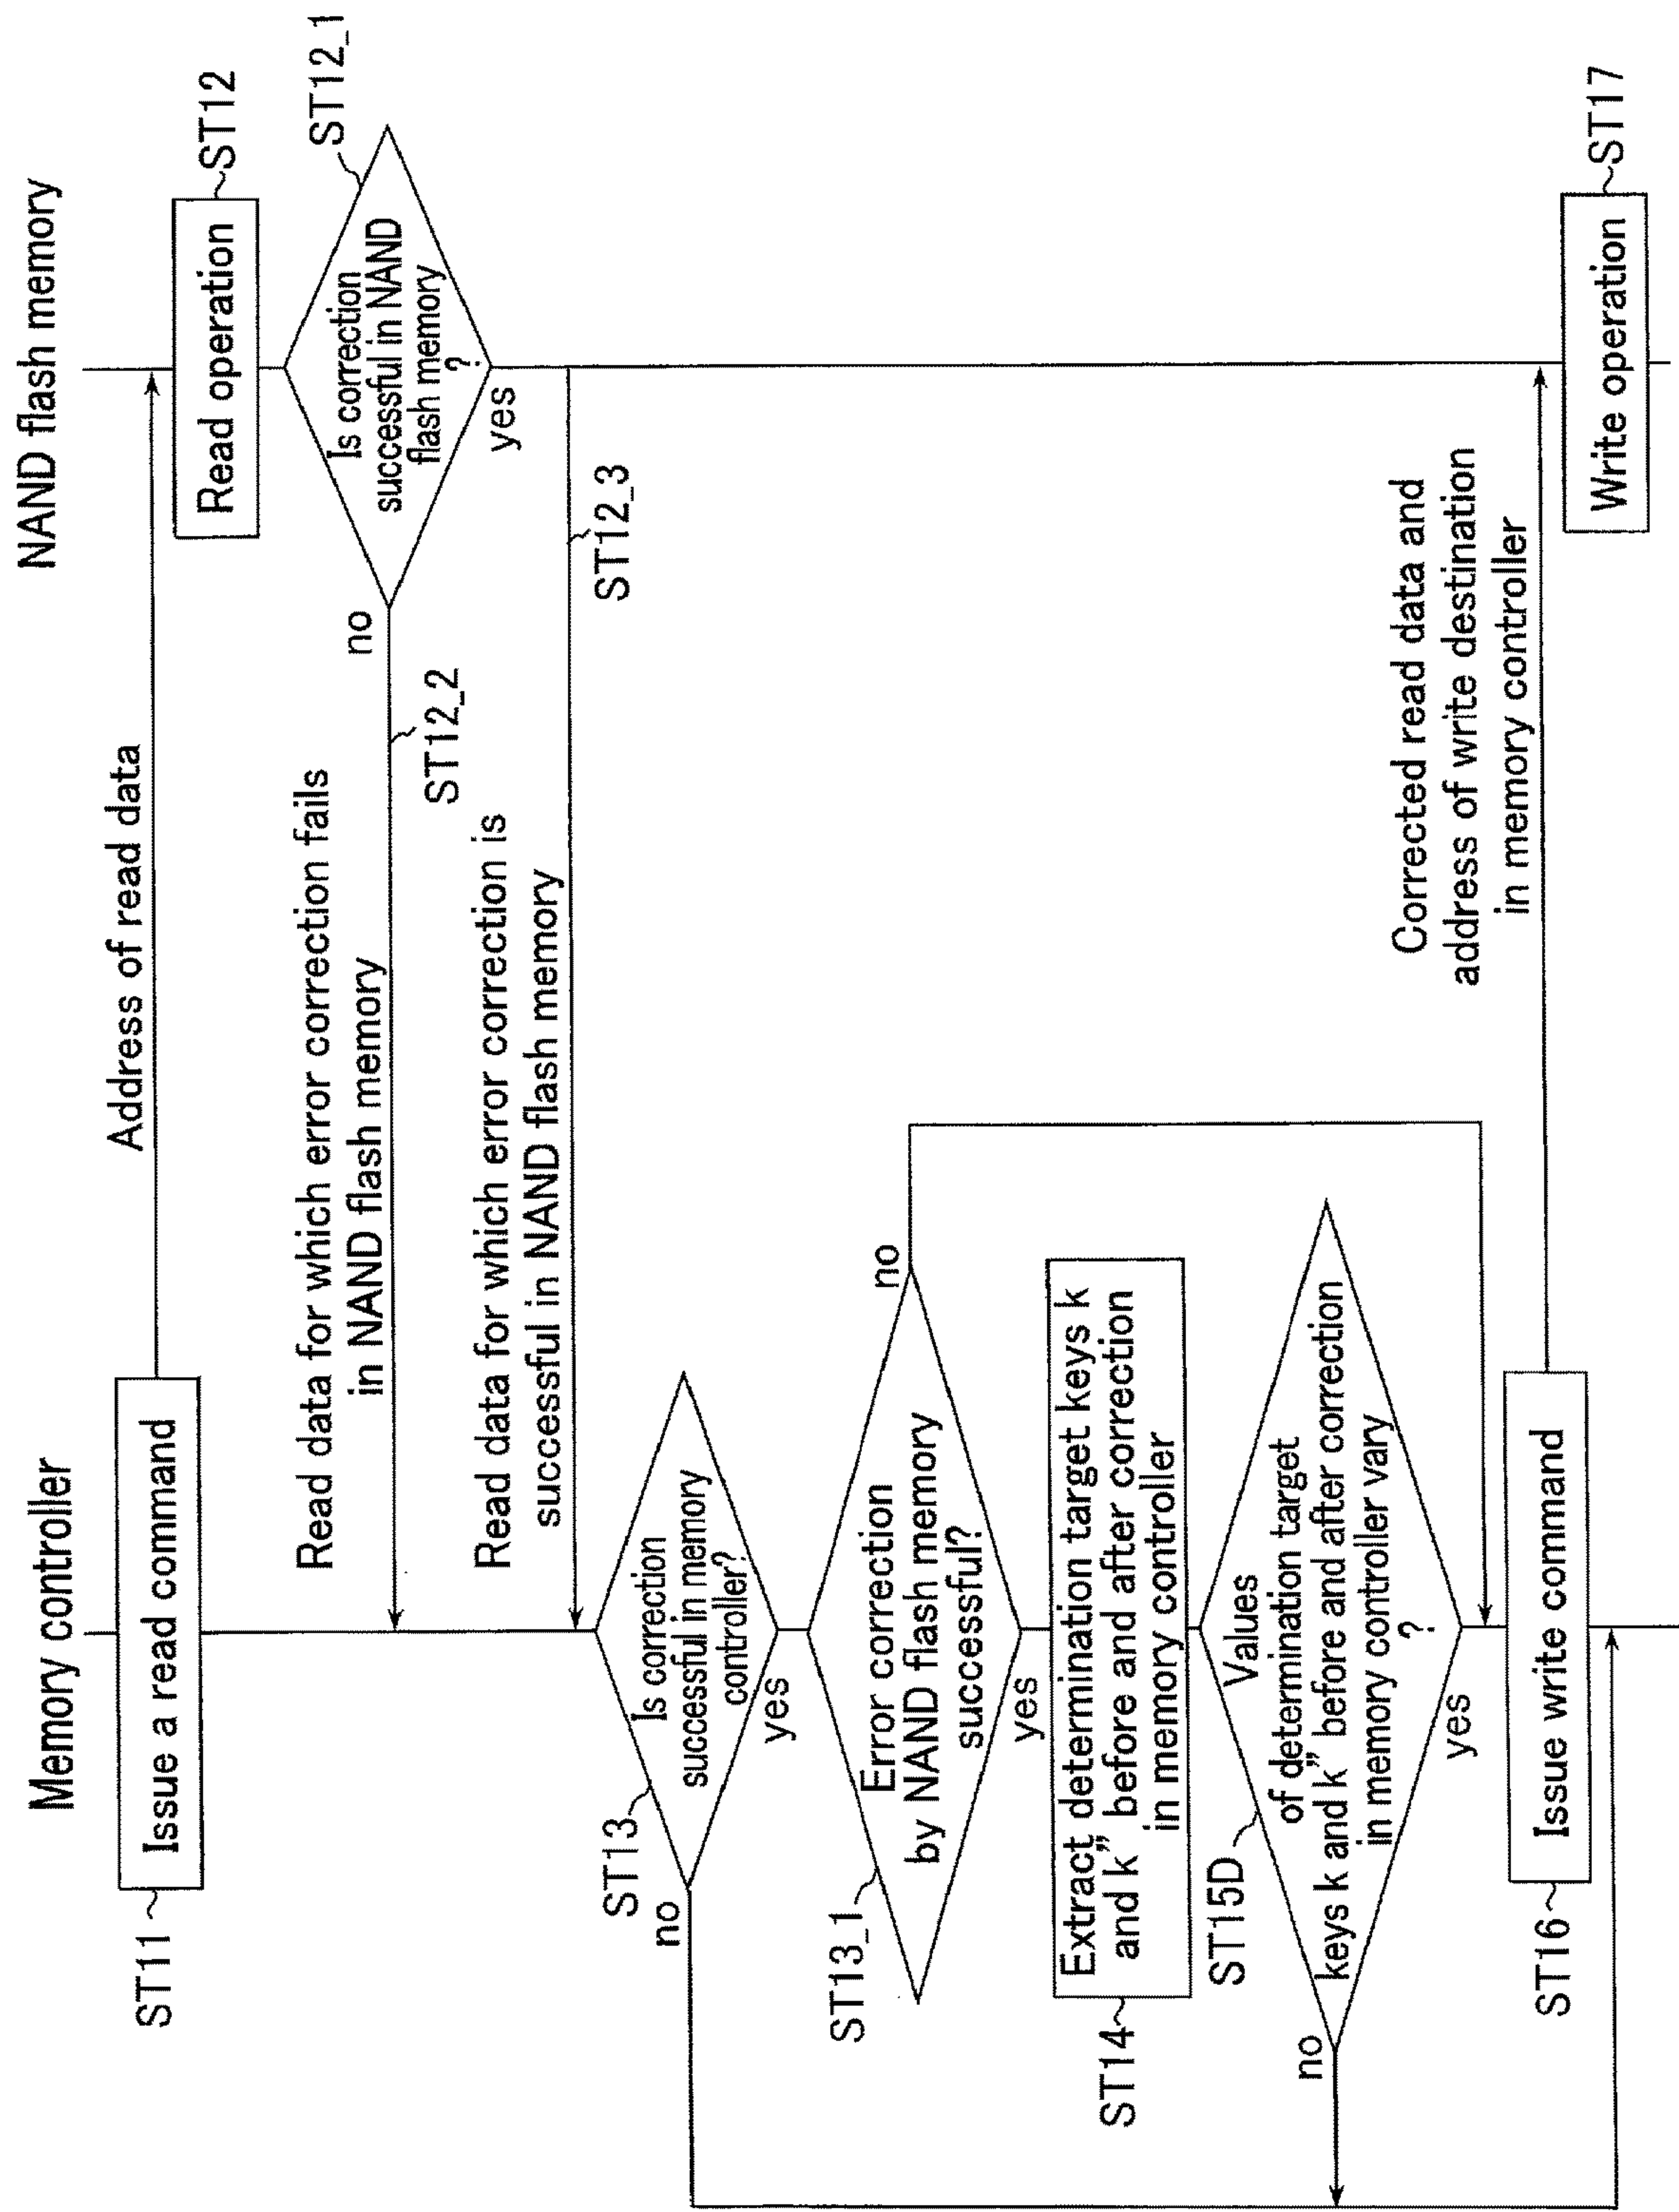 Memory controller
NAND flash memory
Issue a read command
ST11
Address of read data
Read operation
ST12
Is correction
successful in NAND
flash memory
?
ST12_1
no
yes
Read data for which error correction fails
in NAND flash memory
ST12_2
Read data for which error correction is
successful in NAND flash memory
ST12_3
Is correction
successful in memory
controller?
ST13
no
yes
Error correction
by NAND flash memory
successful?
ST13_1
no
yes
Extract determination target keys k
and k" before and after correction
in memory controller
ST14
Values
of determination target
keys k and k" before and after correction
in memory controller vary
?
ST15D
no
yes
Issue write command
ST16
Corrected read data and
address of write destination
in memory controller
Write operation
ST17